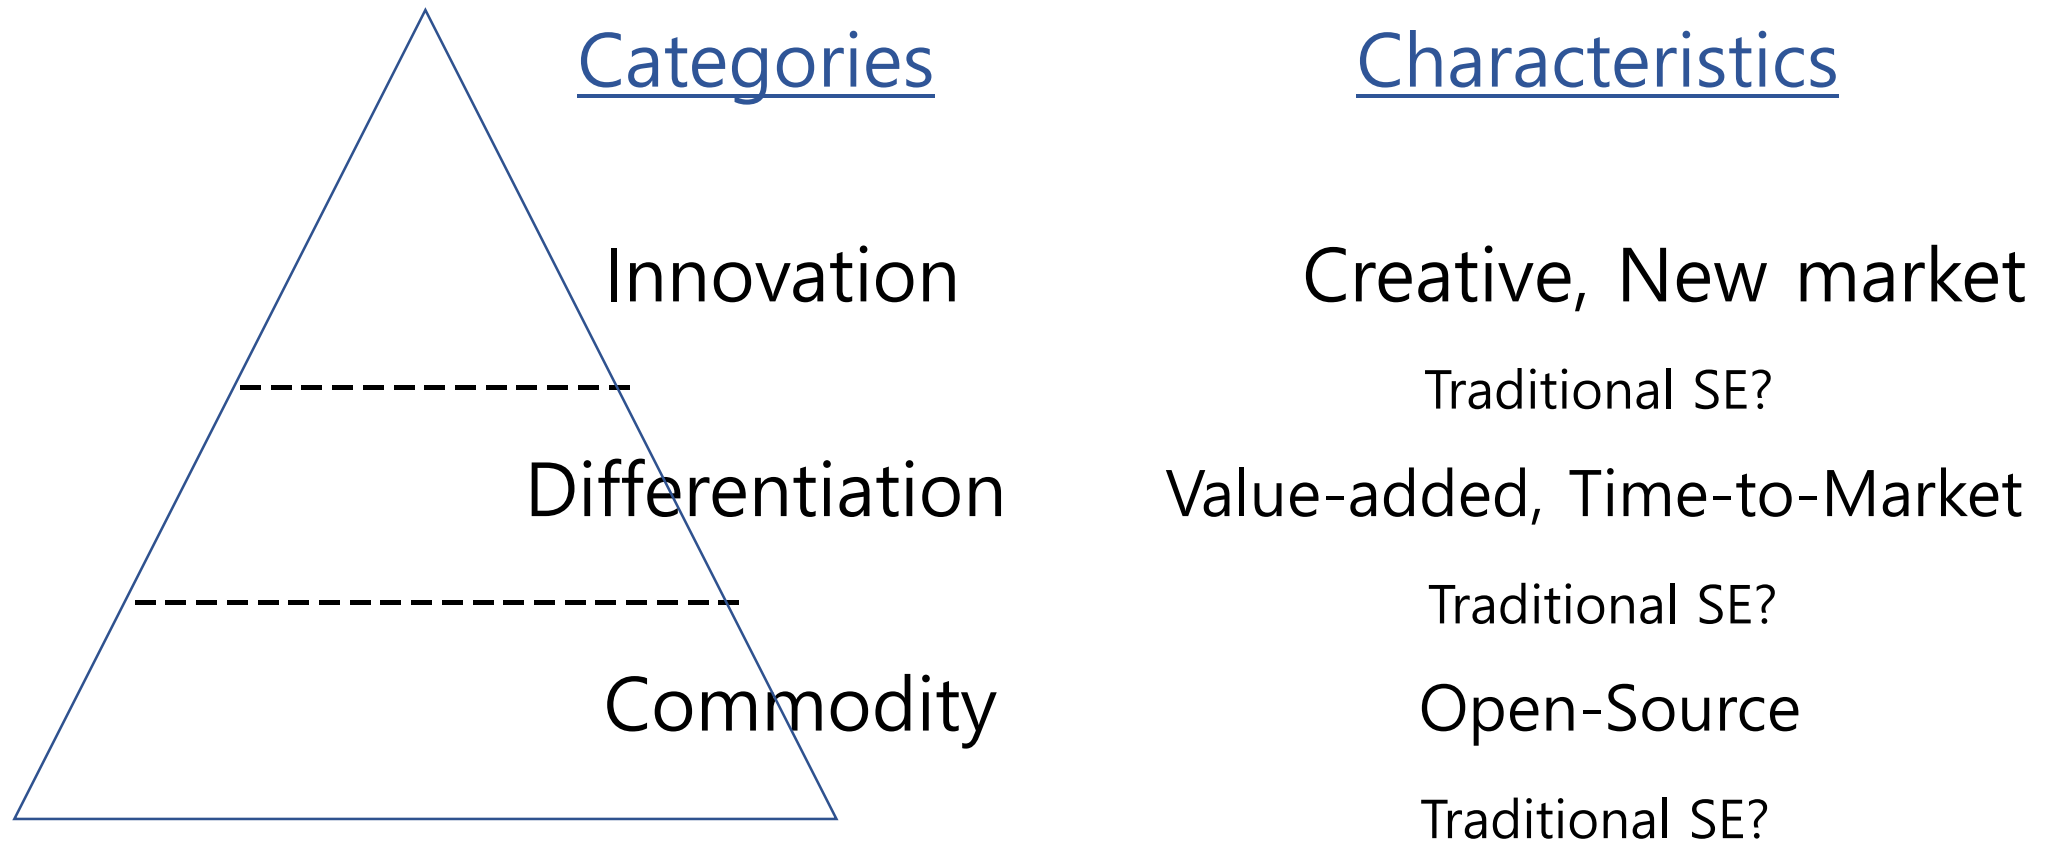 Categories Characteristics
Innovation Creative, New market
Traditional SE?
Differentiation Value-added, Time-to-Market
Traditional SE?
Commodity Open-Source
Traditional SE?